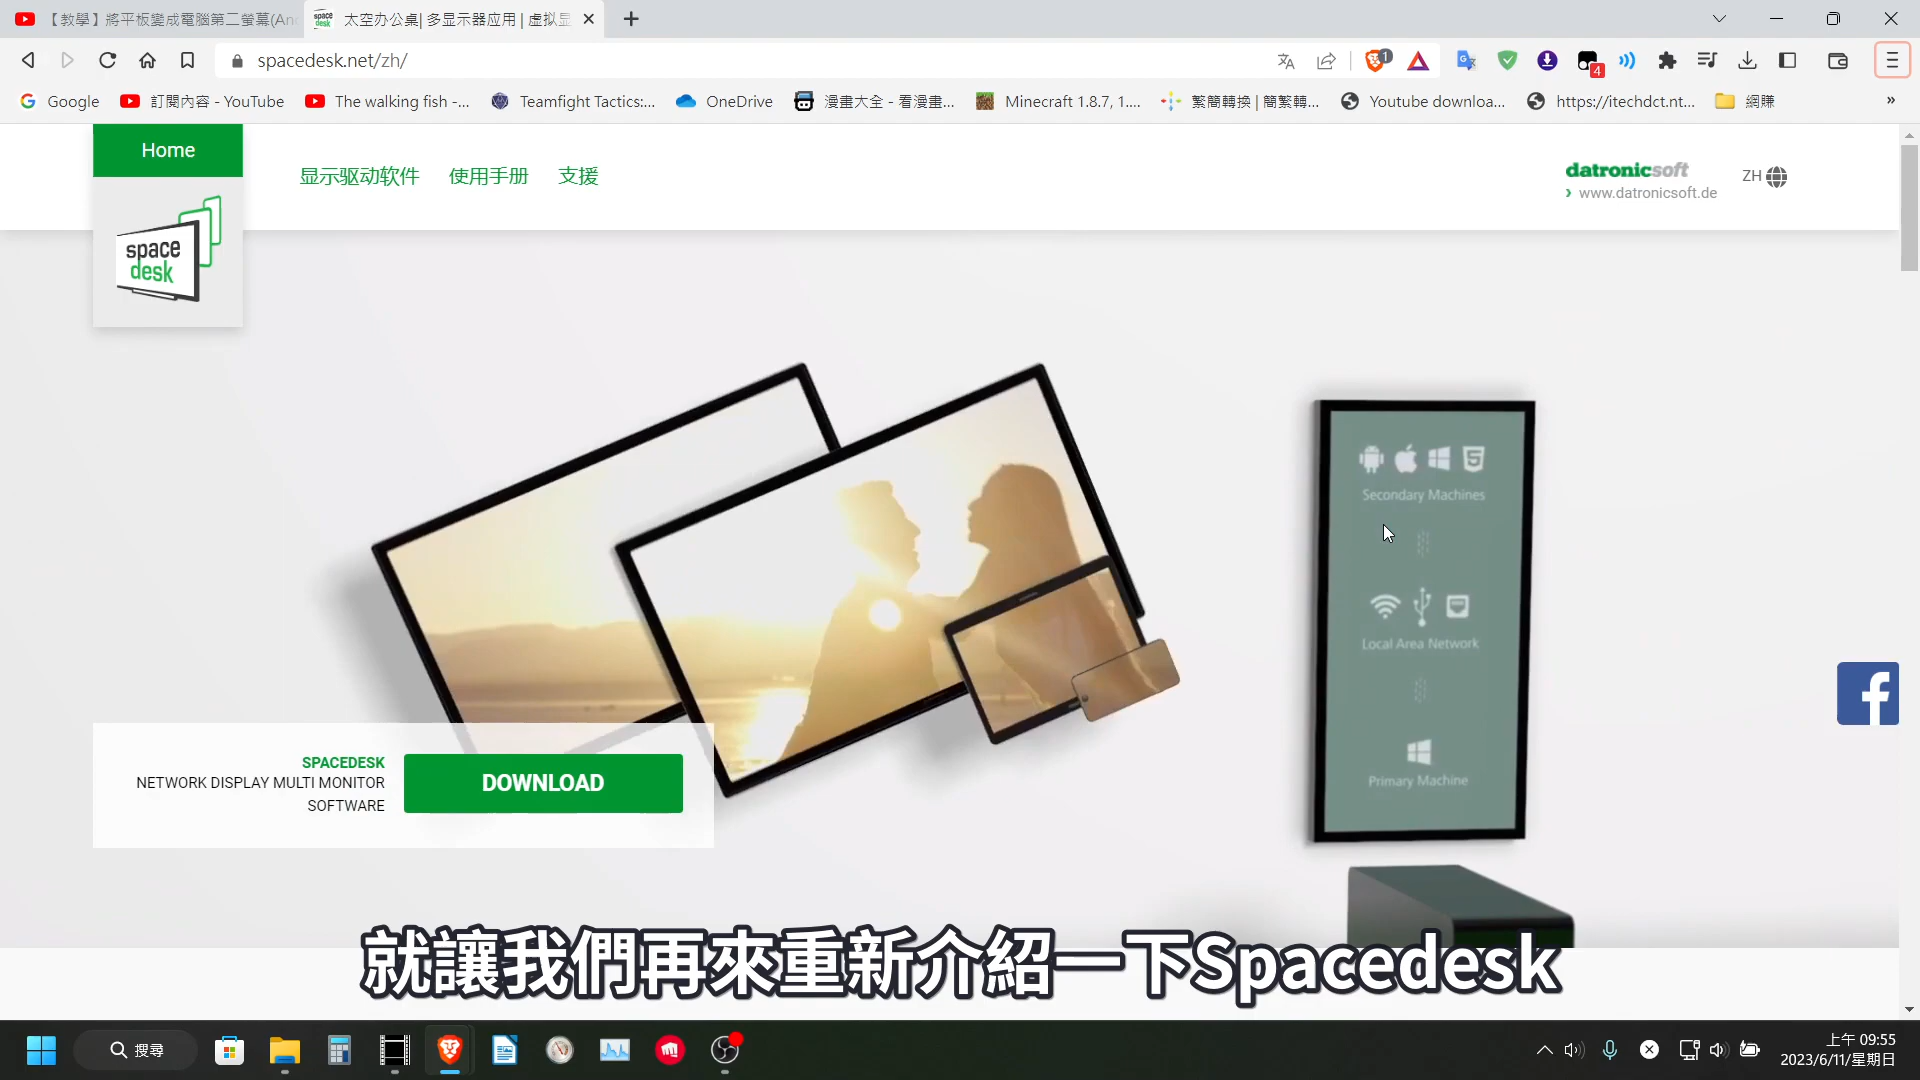 【教學】將平板變成電腦第二螢幕(An
太空办公桌| 多显示器应用 | 虚拟显
spacedesk.net/zh/
1
4
Google
訂閱內容 - YouTube
The walking fish -...
Teamfight Tactics:...
OneDrive
漫畫大全 - 看漫畫...
Minecraft 1.8.7, 1....
繁簡轉換 | 簡繁轉...
Youtube downloa...
https://itechdct.nt...
網賺
»
Home
显示驱动软件
使用手册
支援
datronicsoft
› www.datronicsoft.de
ZH
space
desk
Secondary Machines
Local Area Network
Primary Machine
SPACEDESK
NETWORK DISPLAY MULTI MONITOR
SOFTWARE
DOWNLOAD
就讓我們再來重新介紹一下Spacedesk
搜尋
上午 09:55
2023/6/11/星期日